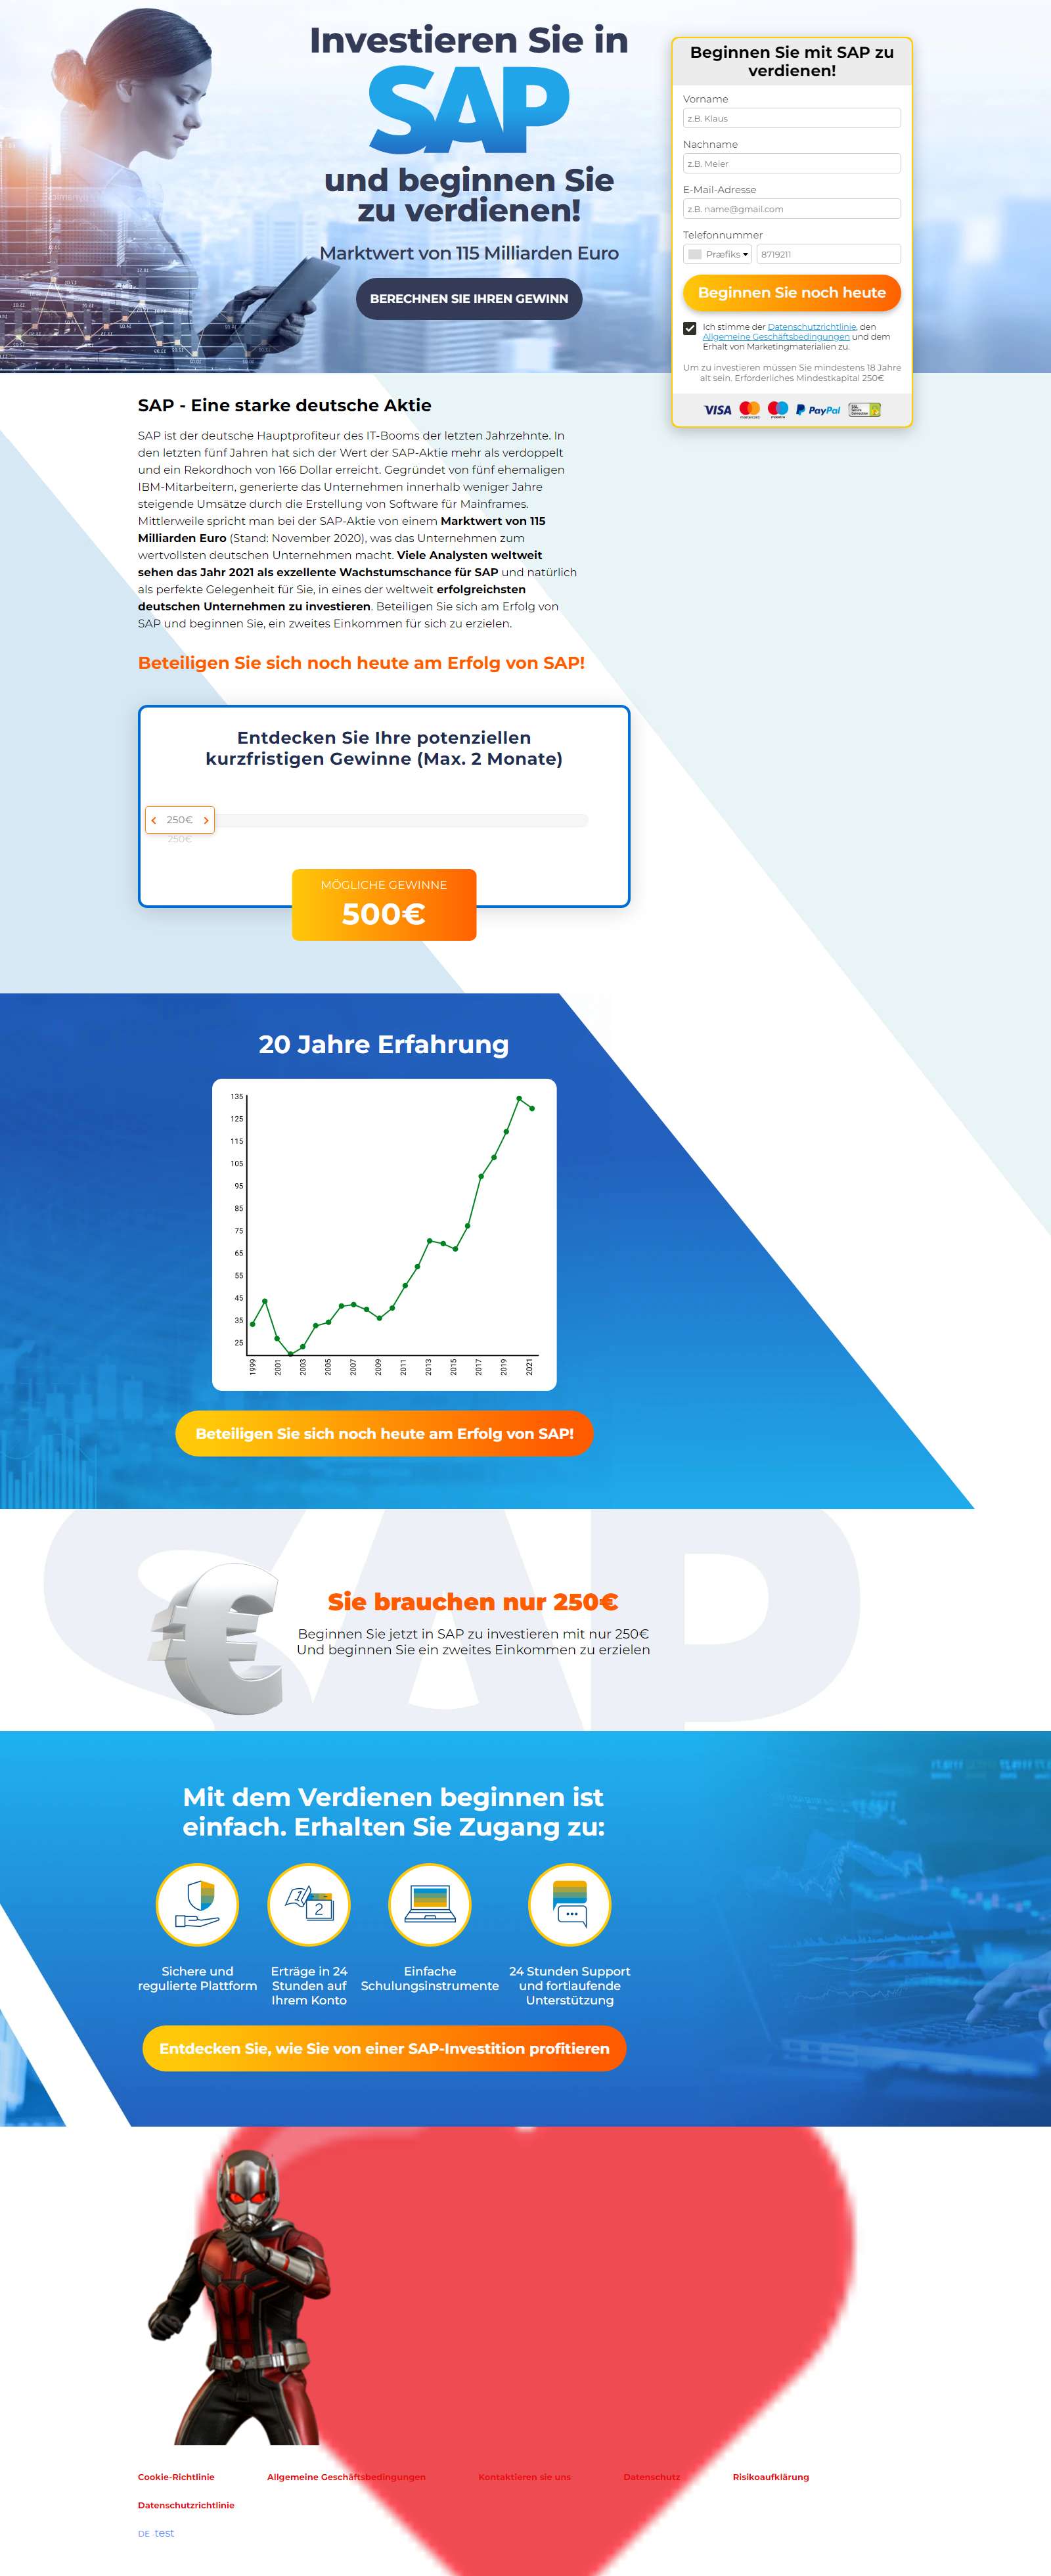 Investieren Sie in
SAP
und beginnen Sie
zu verdienen!
Marktwert von 115 Milliarden Euro
BERECHNEN SIE IHREN GEWINN
Beginnen Sie mit SAP zu
verdienen!
Vorname
z.B. Klaus
Nachname
z.B. Meier
E-Mail-Adresse
z.B. name@gmail.com
Telefonnummer
Præfiks 8719211
Beginnen Sie noch heute
Ich stimme der Datenschutzrichtlinie, den
Allgemeine Geschäftsbedingungen und dem
Erhalt von Marketingmaterialien zu.
Um zu investieren müssen Sie mindestens 18 Jahre
alt sein. Erforderliches Mindestkapital 250€
VISA mastercard maestro PayPal
SAP - Eine starke deutsche Aktie
SAP ist der deutsche Hauptprofiteur des IT-Booms der letzten Jahrzehnte. In
den letzten fünf Jahren hat sich der Wert der SAP-Aktie mehr als verdoppelt
und ein Rekordhoch von 166 Dollar erreicht. Gegründet von fünf ehemaligen
IBM-Mitarbeitern, generierte das Unternehmen innerhalb weniger Jahre
steigende Umsätze durch die Erstellung von Software für Mainframes.
Mittlerweile spricht man bei der SAP-Aktie von einem Marktwert von 115
Milliarden Euro (Stand: November 2020), was das Unternehmen zum
wertvollsten deutschen Unternehmen macht. Viele Analysten weltweit
sehen das Jahr 2021 als exzellente Wachstumschance für SAP und natürlich
als perfekte Gelegenheit für Sie, in eines der weltweit erfolgreichsten
deutschen Unternehmen zu investieren. Beteiligen Sie sich am Erfolg von
SAP und beginnen Sie, ein zweites Einkommen für sich zu erzielen.
Beteiligen Sie sich noch heute am Erfolg von SAP!
Entdecken Sie Ihre potenziellen
kurzfristigen Gewinne (Max. 2 Monate)
250€
250€
MÖGLICHE GEWINNE
500€
20 Jahre Erfahrung
135
125
115
105
95
85
75
65
55
45
35
25
1999 2001 2003 2005 2007 2009 2011 2013 2015 2017 2019 2021
Beteiligen Sie sich noch heute am Erfolg von SAP!
SAP
Sie brauchen nur 250€
Beginnen Sie jetzt in SAP zu investieren mit nur 250€
Und beginnen Sie ein zweites Einkommen zu erzielen
Mit dem Verdienen beginnen ist
einfach. Erhalten Sie Zugang zu:
1 2
Sichere und
regulierte Plattform
Erträge in 24
Stunden auf
Ihrem Konto
Einfache
Schulungsinstrumente
24 Stunden Support
und fortlaufende
Unterstützung
Entdecken Sie, wie Sie von einer SAP-Investition profitieren
Cookie-Richtlinie Allgemeine Geschäftsbedingungen Kontaktieren sie uns Datenschutz Risikoaufklärung
Datenschutzrichtlinie
DE test